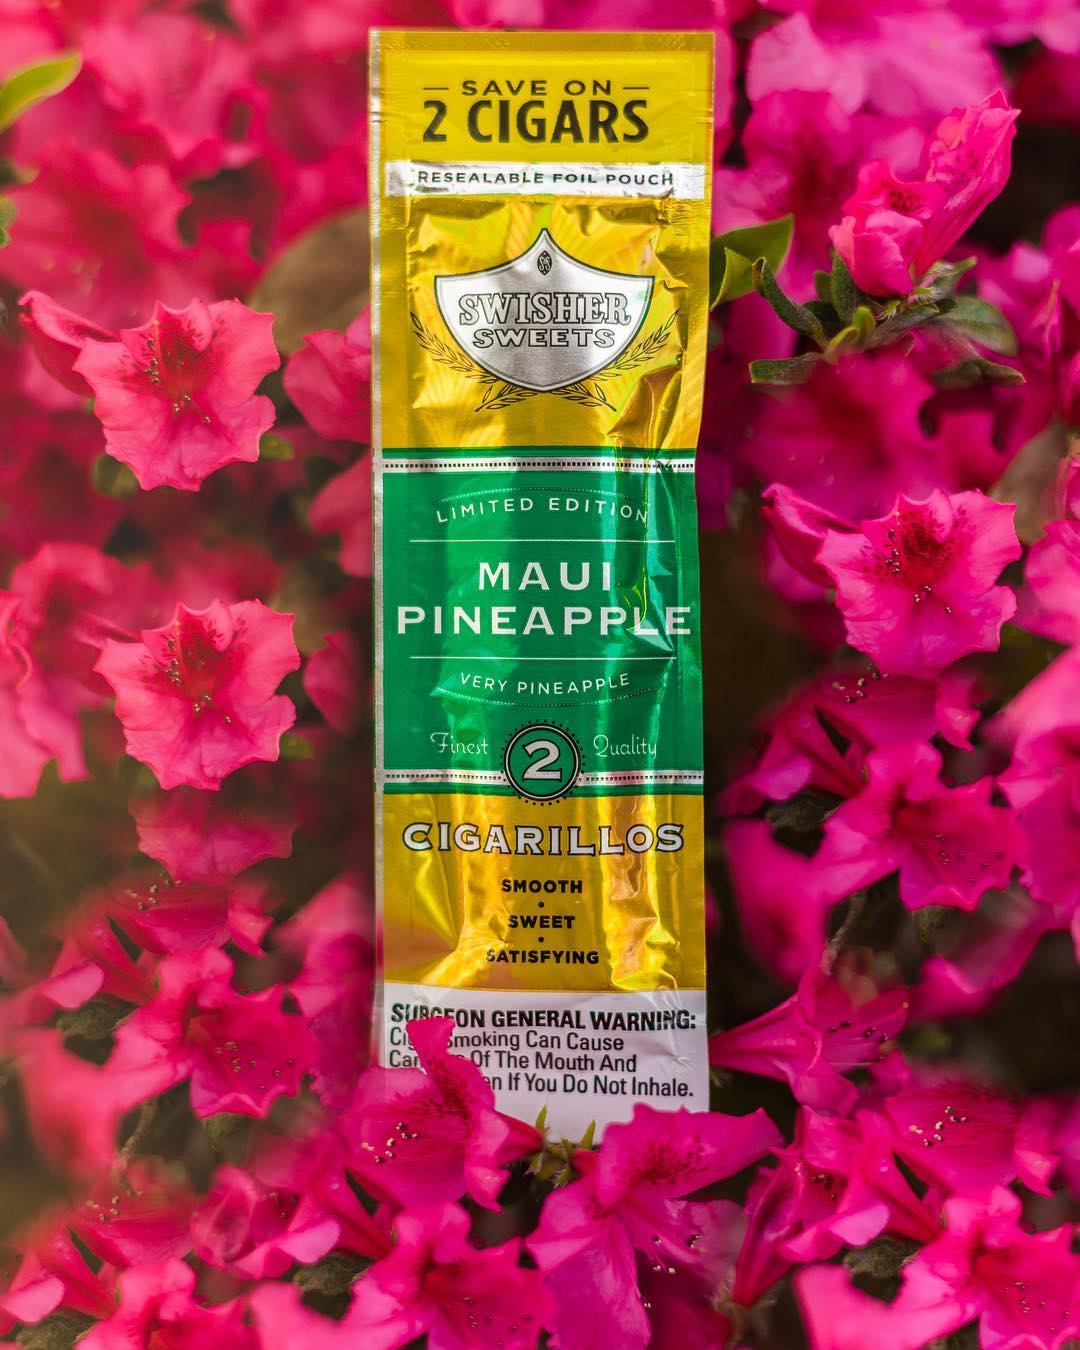 — SAVE ON —
2 CIGARS
RESEALABLE FOIL POUCH
SS
SWISHER
SWEETS
LIMITED EDITION
MAUI
PINEAPPLE
VERY PINEAPPLE
Finest 2 Quality
CIGARILLOS
SMOOTH
•
SWEET
•
SATISFYING
SURGEON GENERAL WARNING:
Smoking Can Cause
Of The Mouth And
If You Do Not Inhale.